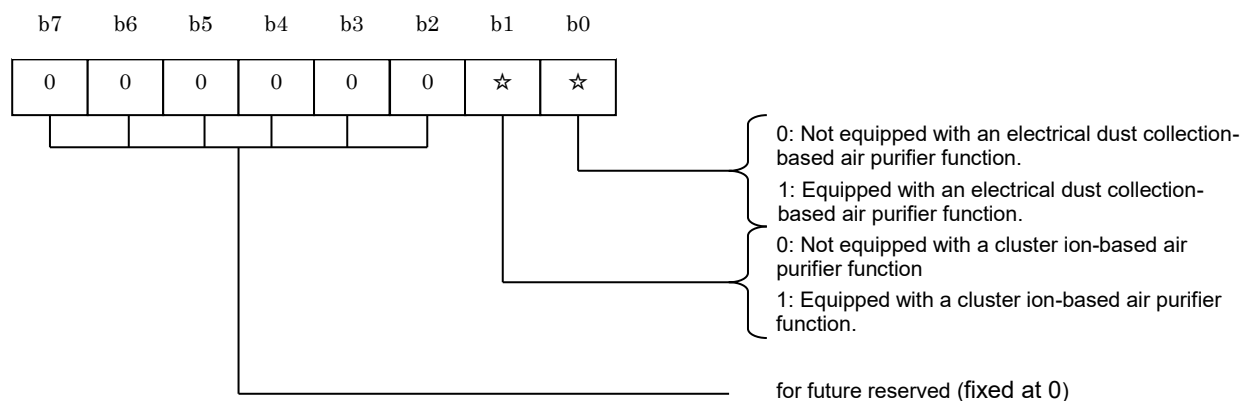 b7 b6 b5 b4 b3 b2 b1 b0
0 0 0 0 0 0 ☆ ☆
0: Not equipped with an electrical dust collection-
based air purifier function.
1: Equipped with an electrical dust collection-
based air purifier function.
0: Not equipped with a cluster ion-based air
purifier function
1: Equipped with a cluster ion-based air purifier
function.
for future reserved (fixed at 0)